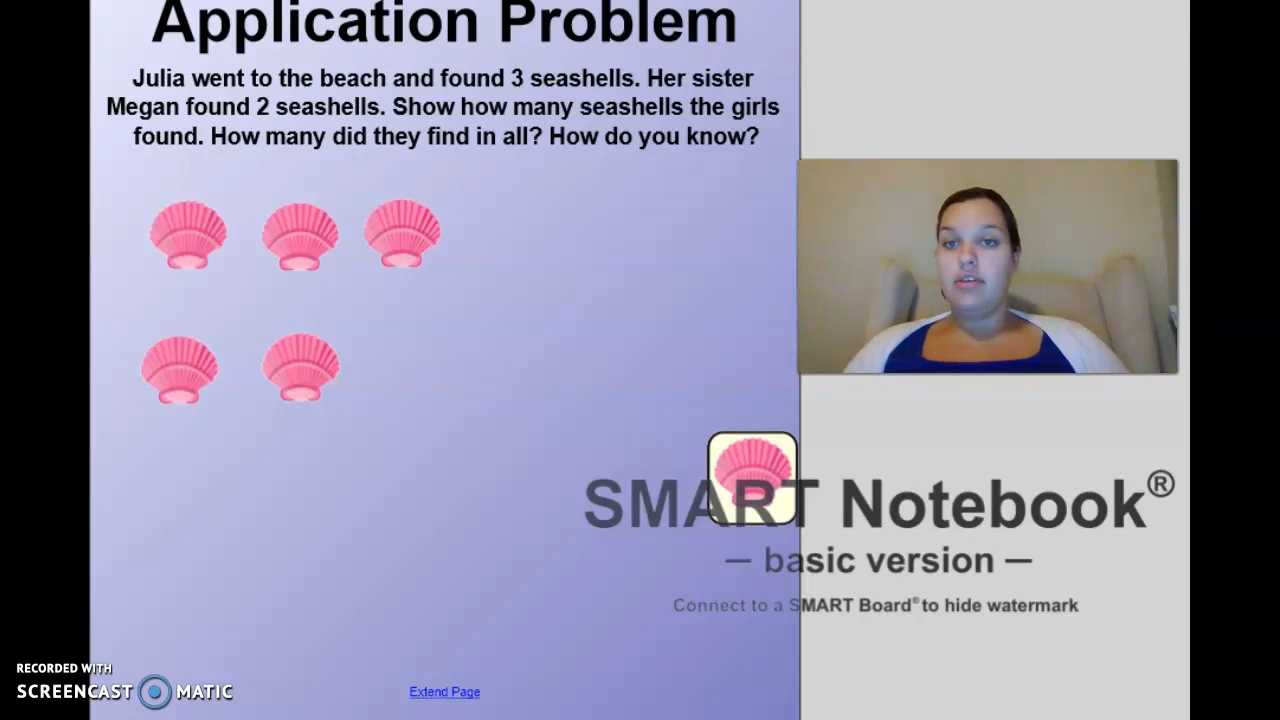 Application Problem
Julia went to the beach and found 3 seashells. Her sister
Megan found 2 seashells. Show how many seashells the girls
found. How many did they find in all? How do you know?
SMART Notebook®
— basic version —
Connect to a SMART Board® to hide watermark
RECORDED WITH
SCREENCAST MATIC
Extend Page